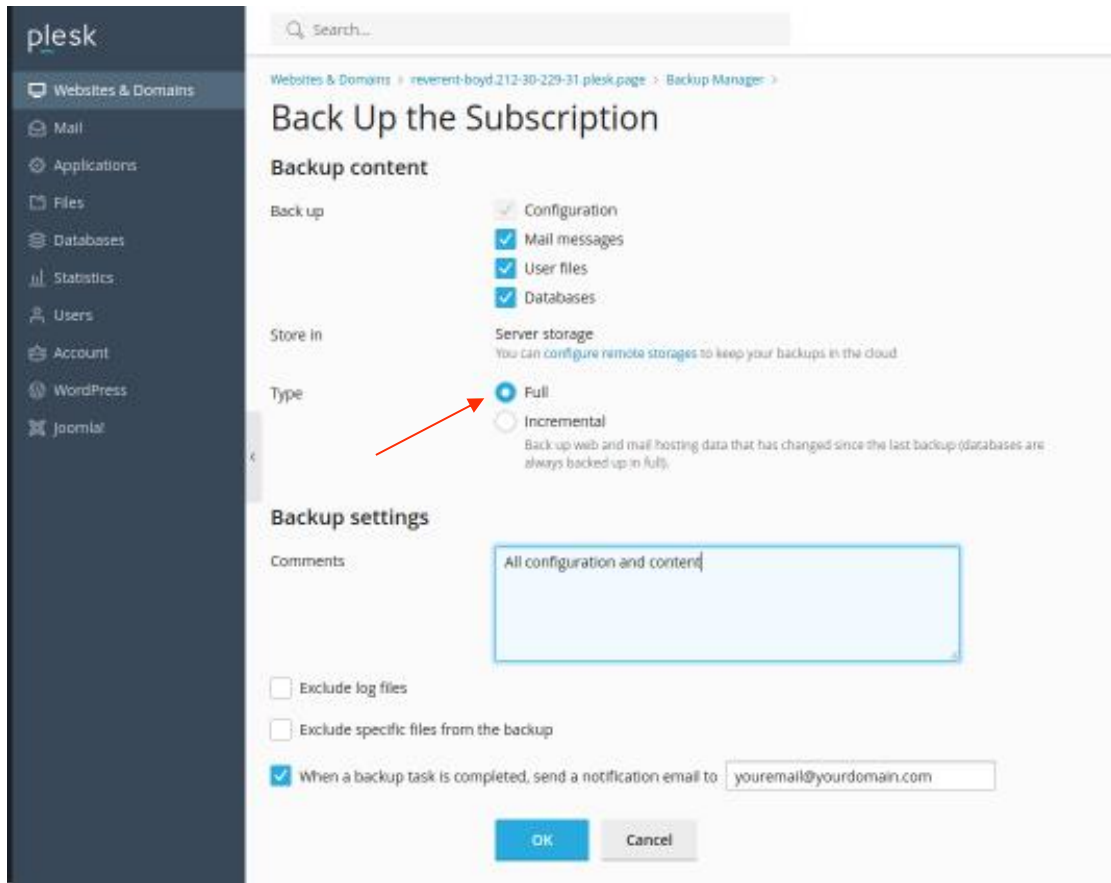 plesk
Search...
Websites & Domains
Mail
Applications
Files
Databases
Statistics
Users
Account
WordPress
Joomla!
Websites & Domains > reverent-boyd.212-30-229-31.plesk.page > Backup Manager >
Back Up the Subscription
Backup content
Back up
Configuration
Mail messages
User files
Databases
Store in
Server storage
You can configure remote storages to keep your backups in the cloud
Type
Full
Incremental
Back up web and mail hosting data that has changed since the last backup (databases are
always backed up in full).
Backup settings
Comments
All configuration and content
Exclude log files
Exclude specific files from the backup
When a backup task is completed, send a notification email to youremail@yourdomain.com
OK Cancel